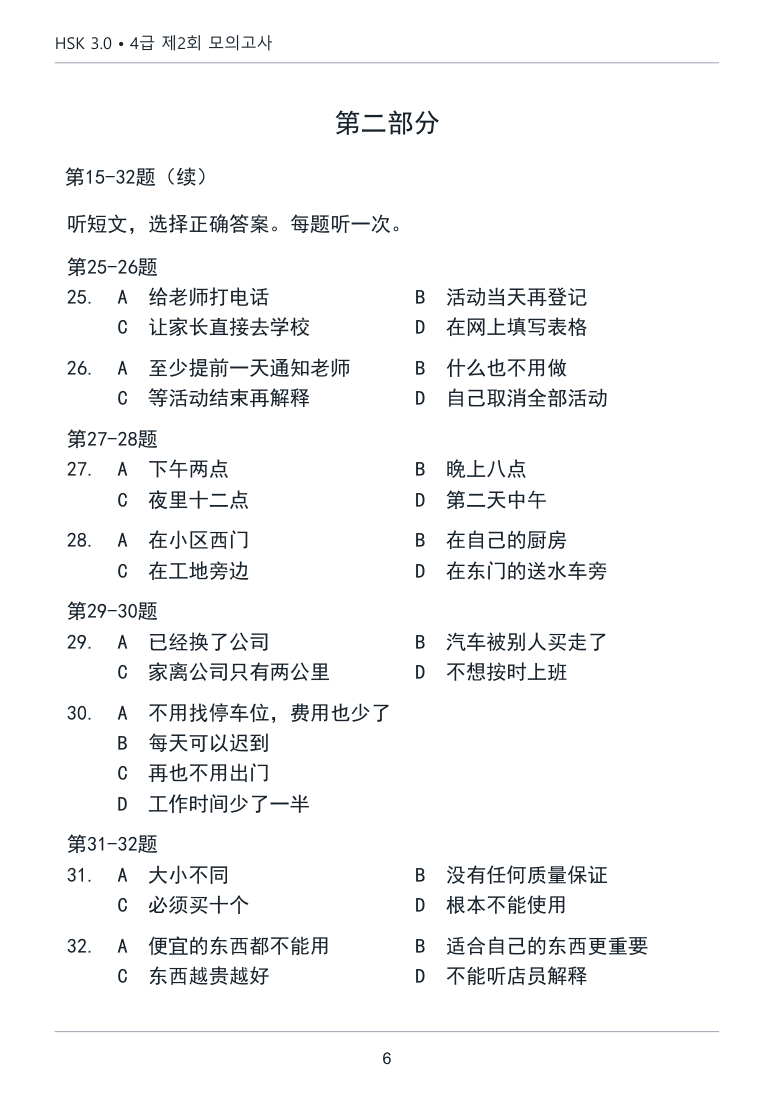 HSK 3.0 • 4급 제2회 모의고사
第二部分
第15-32题（续）
听短文，选择正确答案。每题听一次。
第25-26题
25. A 给老师打电话 B 活动当天再登记
C 让家长直接去学校 D 在网上填写表格
26. A 至少提前一天通知老师 B 什么也不用做
C 等活动结束再解释 D 自己取消全部活动
第27-28题
27. A 下午两点 B 晚上八点
C 夜里十二点 D 第二天中午
28. A 在小区西门 B 在自己的厨房
C 在工地旁边 D 在东门的送水车旁
第29-30题
29. A 已经换了公司 B 汽车被别人买走了
C 家离公司只有两公里 D 不想按时上班
30. A 不用找停车位，费用也少了
B 每天可以迟到
C 再也不用出门
D 工作时间少了一半
第31-32题
31. A 大小不同 B 没有任何质量保证
C 必须买十个 D 根本不能使用
32. A 便宜的东西都不能用 B 适合自己的东西更重要
C 东西越贵越好 D 不能听店员解释
6